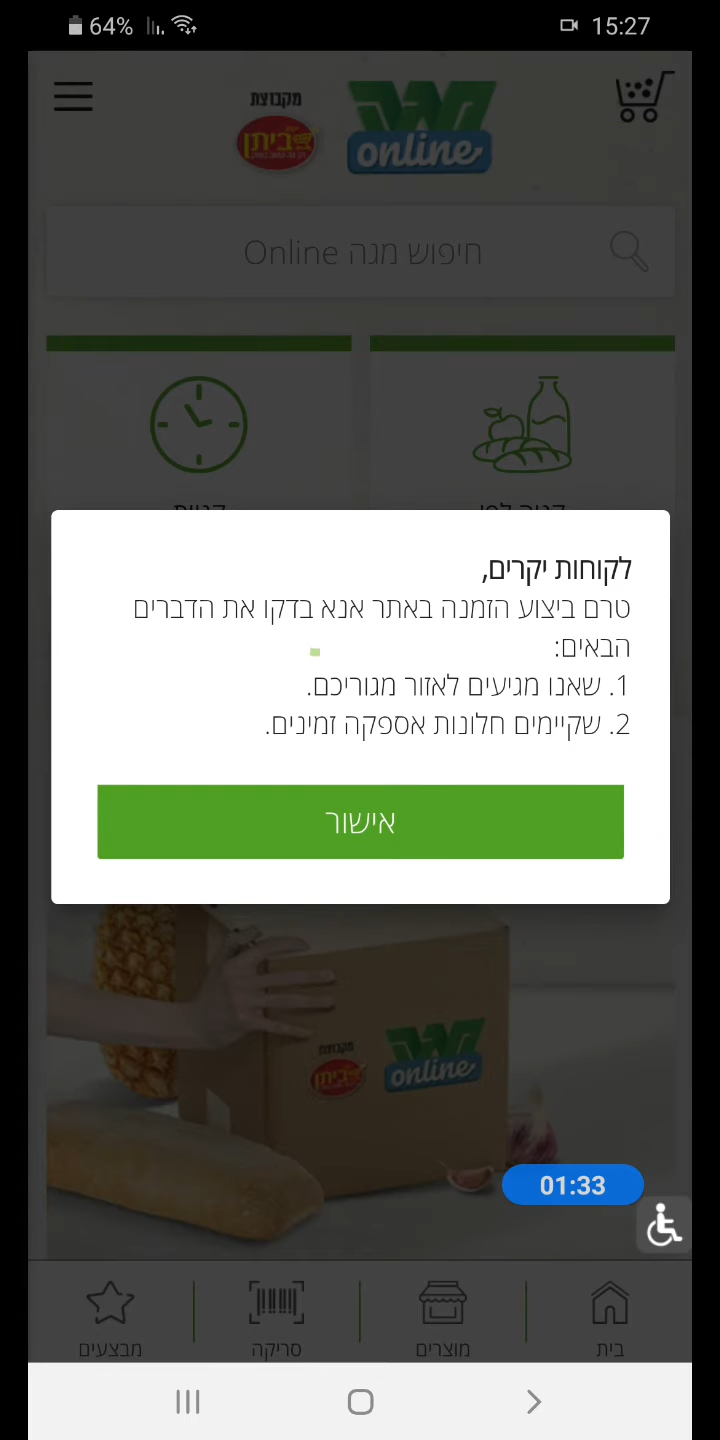 64%
15:27
מקבוצת
ביתן
מגה
online
חיפוש מגה Online
לקוחות יקרים,
טרם ביצוע הזמנה באתר אנא בדקו את הדברים
הבאים:
1. שאנו מגיעים לאזור מגוריכם.
2. שקיימים חלונות אספקה זמינים.
אישור
מקבוצת
ביתן
מגה
online
01:33
בית
מוצרים
סריקה
מבצעים